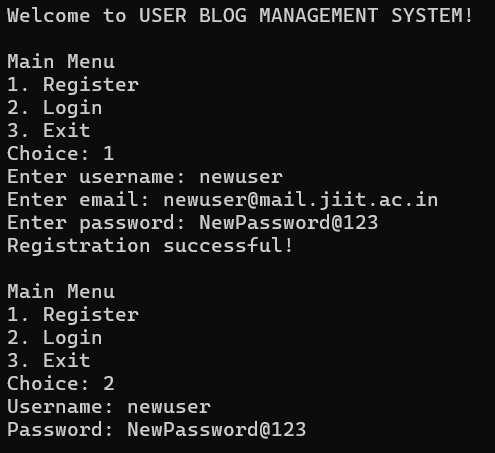 Welcome to USER BLOG MANAGEMENT SYSTEM!
Main Menu
1. Register
2. Login
3. Exit
Choice: 1
Enter username: newuser
Enter email: newuser@mail.jiit.ac.in
Enter password: NewPassword@123
Registration successful!
Main Menu
1. Register
2. Login
3. Exit
Choice: 2
Username: newuser
Password: NewPassword@123